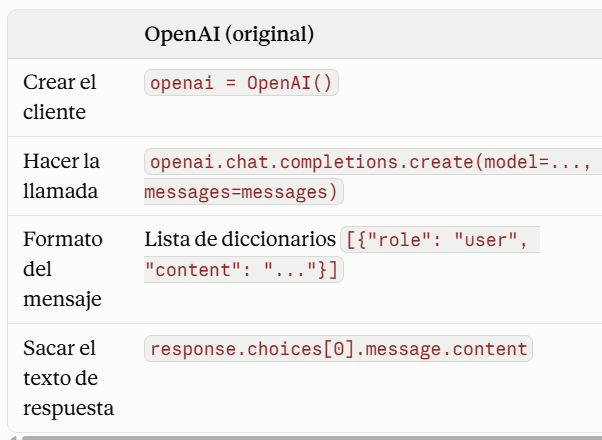 OpenAI (original)
Crear el
cliente
openai = OpenAI()
Hacer la
llamada
openai.chat.completions.create(model=...,
messages=messages)
Formato
del
mensaje
Lista de diccionarios [{"role": "user",
"content": "..."}]
Sacar el
texto de
respuesta
response.choices[0].message.content